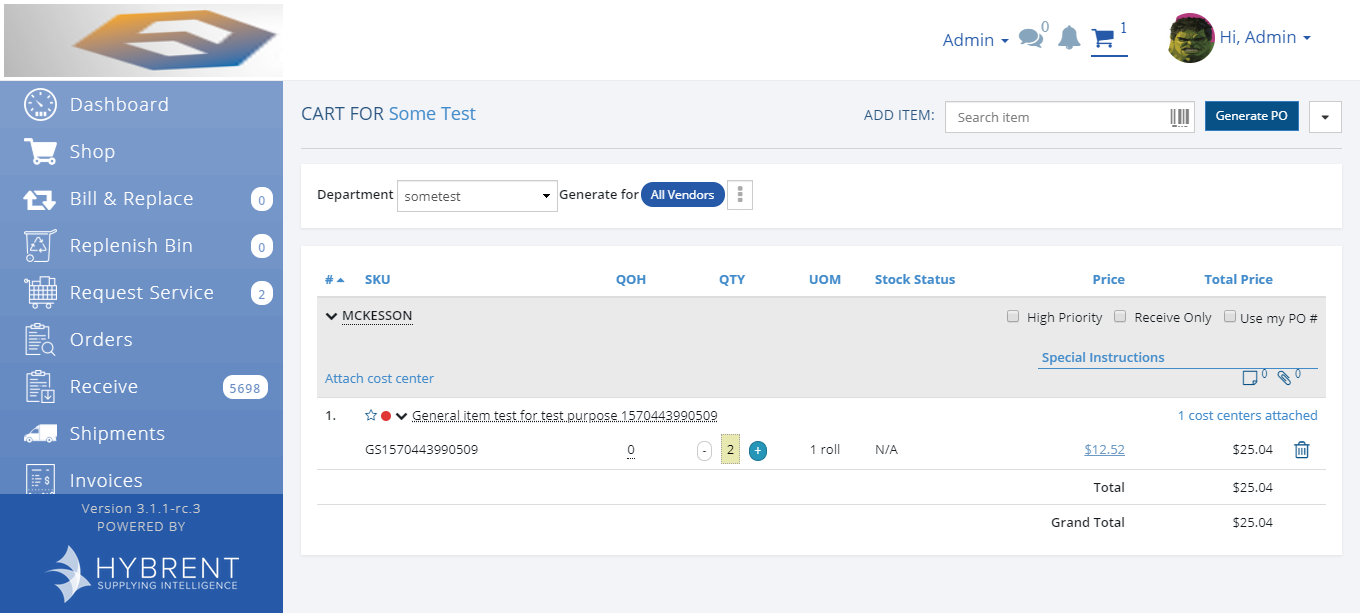 Admin 0 1 Hi, Admin
Dashboard
Shop
Bill & Replace 0
Replenish Bin 0
Request Service 2
Orders
Receive 5698
Shipments
Invoices
Version 3.1.1-rc.3
POWERED BY
HYBRENT
SUPPLYING INTELLIGENCE
CART FOR Some Test ADD ITEM: Search item Generate PO
Department sometest Generate for All Vendors
# SKU QOH QTY UOM Stock Status Price Total Price
MCKESSON High Priority Receive Only Use my PO #
Special Instructions
Attach cost center 0 0
1. General item test for test purpose 1570443990509 1 cost centers attached
GS1570443990509 0 - 2 + 1 roll N/A $12.52 $25.04
Total $25.04
Grand Total $25.04